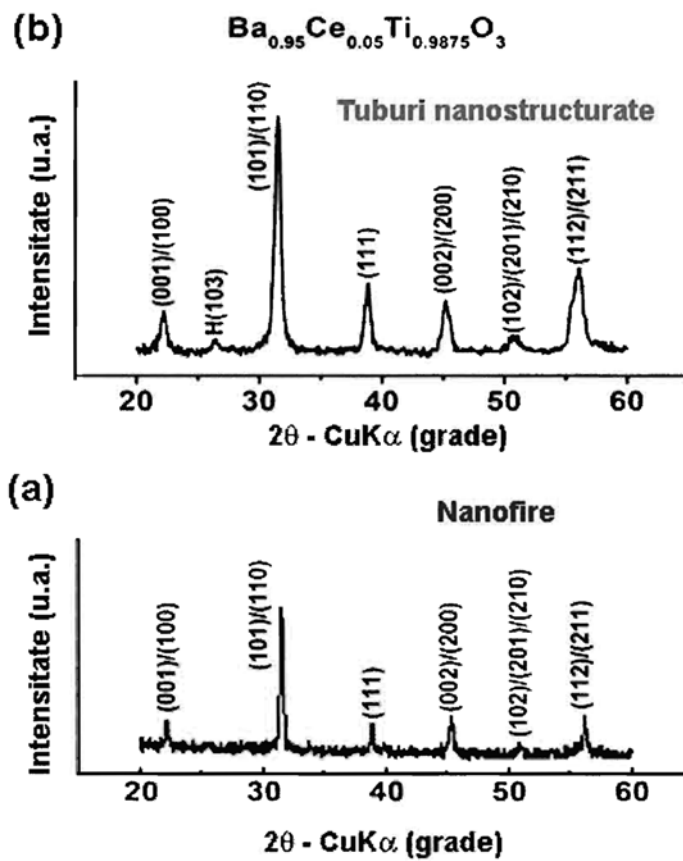 (b)
Ba0.95Ce0.05Ti0.9875O3
Tuburi nanostructurate
Intensitate (u.a.)
(001)/(100)
H(103)
(101)/(110)
(111)
(002)/(200)
(102)/(201)/(210)
(112)/(211)
20 30 40 50 60
2θ - CuKα (grade)
(a)
Nanofire
Intensitate (u.a.)
(001)/(100)
(101)/(110)
(111)
(002)/(200)
(102)/(201)/(210)
(112)/(211)
20 30 40 50 60
2θ - CuKα (grade)